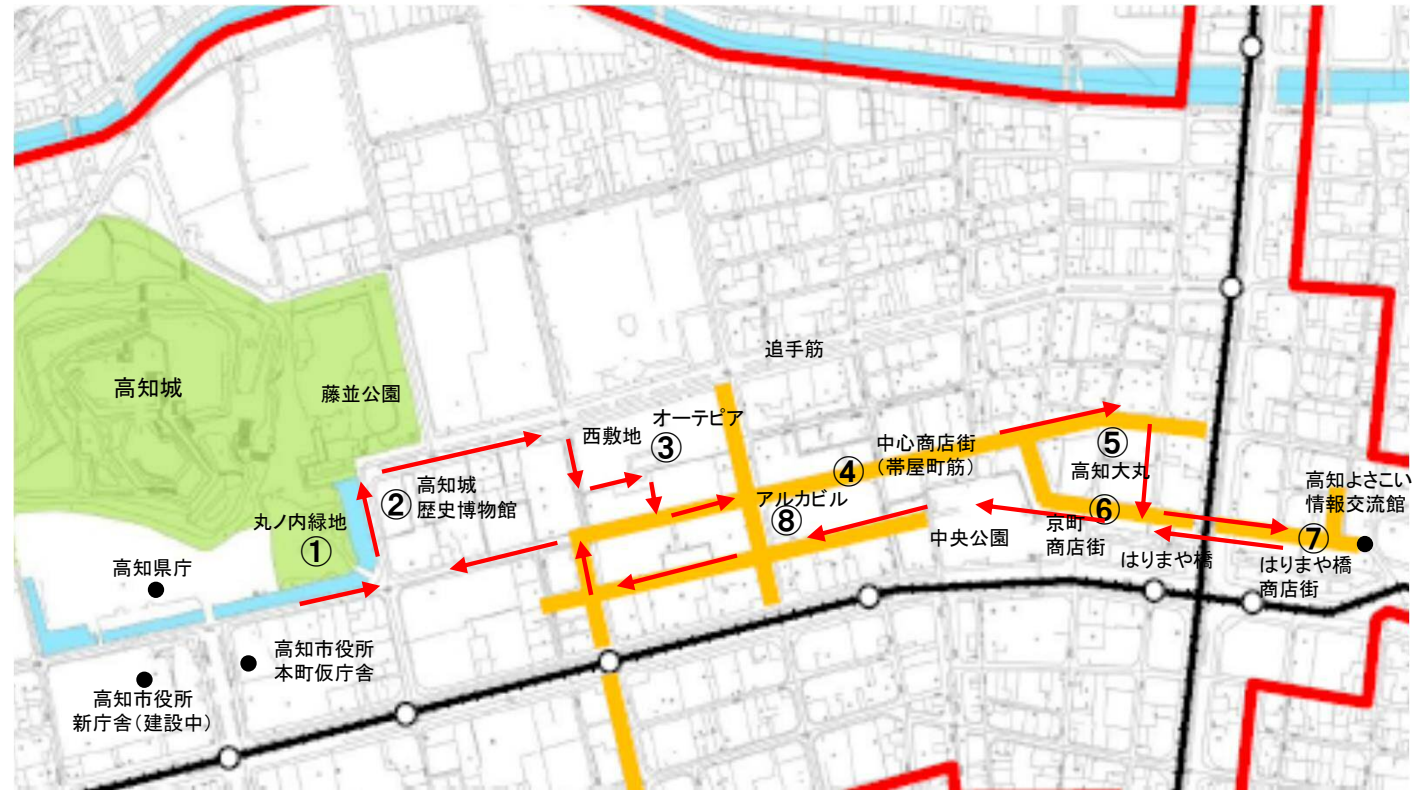 追手筋
高知城
藤並公園
オーテピア
西敷地
③
中心商店街
(帯屋町筋)
④
⑤
高知大丸
高知城
歴史博物館
②
丸ノ内緑地
①
アルカビル
⑧
高知よさこい
情報交流館
⑥
京町
商店街
中央公園
⑦
はりまや橋
はりまや橋
商店街
高知県庁
高知市役所
本町仮庁舎
高知市役所
新庁舎(建設中)